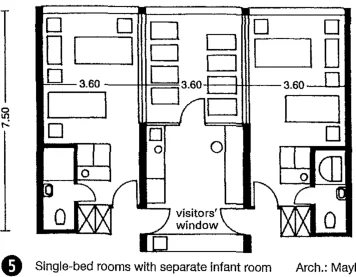 3.60 3.60 3.60
7.50
visitors'
window
5 Single-bed rooms with separate infant room Arch.: Mayl